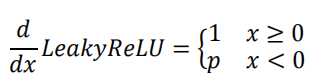 d/dx LeakyReLU = {1 x ≥ 0
p x < 0